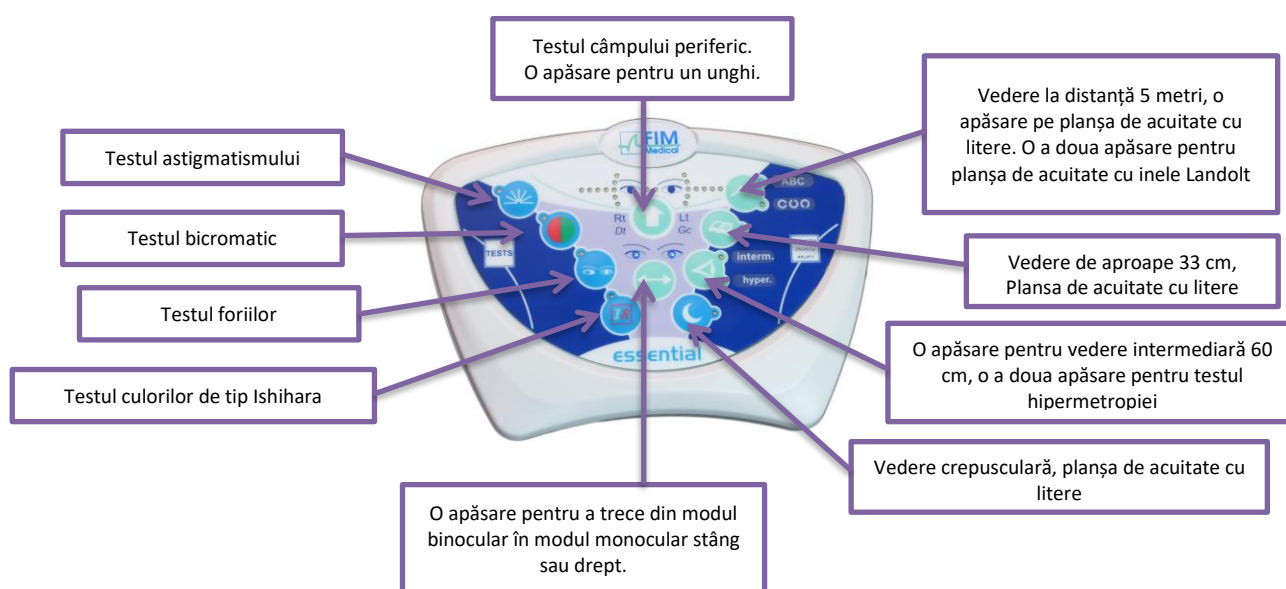 Testul câmpului periferic.
O apăsare pentru un unghi.
Vedere la distanță 5 metri, o
apăsare pe planșa de acuitate cu
litere. O a doua apăsare pentru
planșa de acuitate cu inele Landolt
Testul astigmatismului
Testul bicromatic
Testul foriilor
Testul culorilor de tip Ishihara
FIM
Medical
ABC
Rt
Dt
Lt
Gc
TESTS
interm.
hyper.
essential
Vedere de aproape 33 cm,
Plansa de acuitate cu litere
O apăsare pentru vedere intermediară 60
cm, o a doua apăsare pentru testul
hipermetropiei
Vedere crepusculară, planșa de acuitate cu
litere
O apăsare pentru a trece din modul
binocular în modul monocular stâng
sau drept.